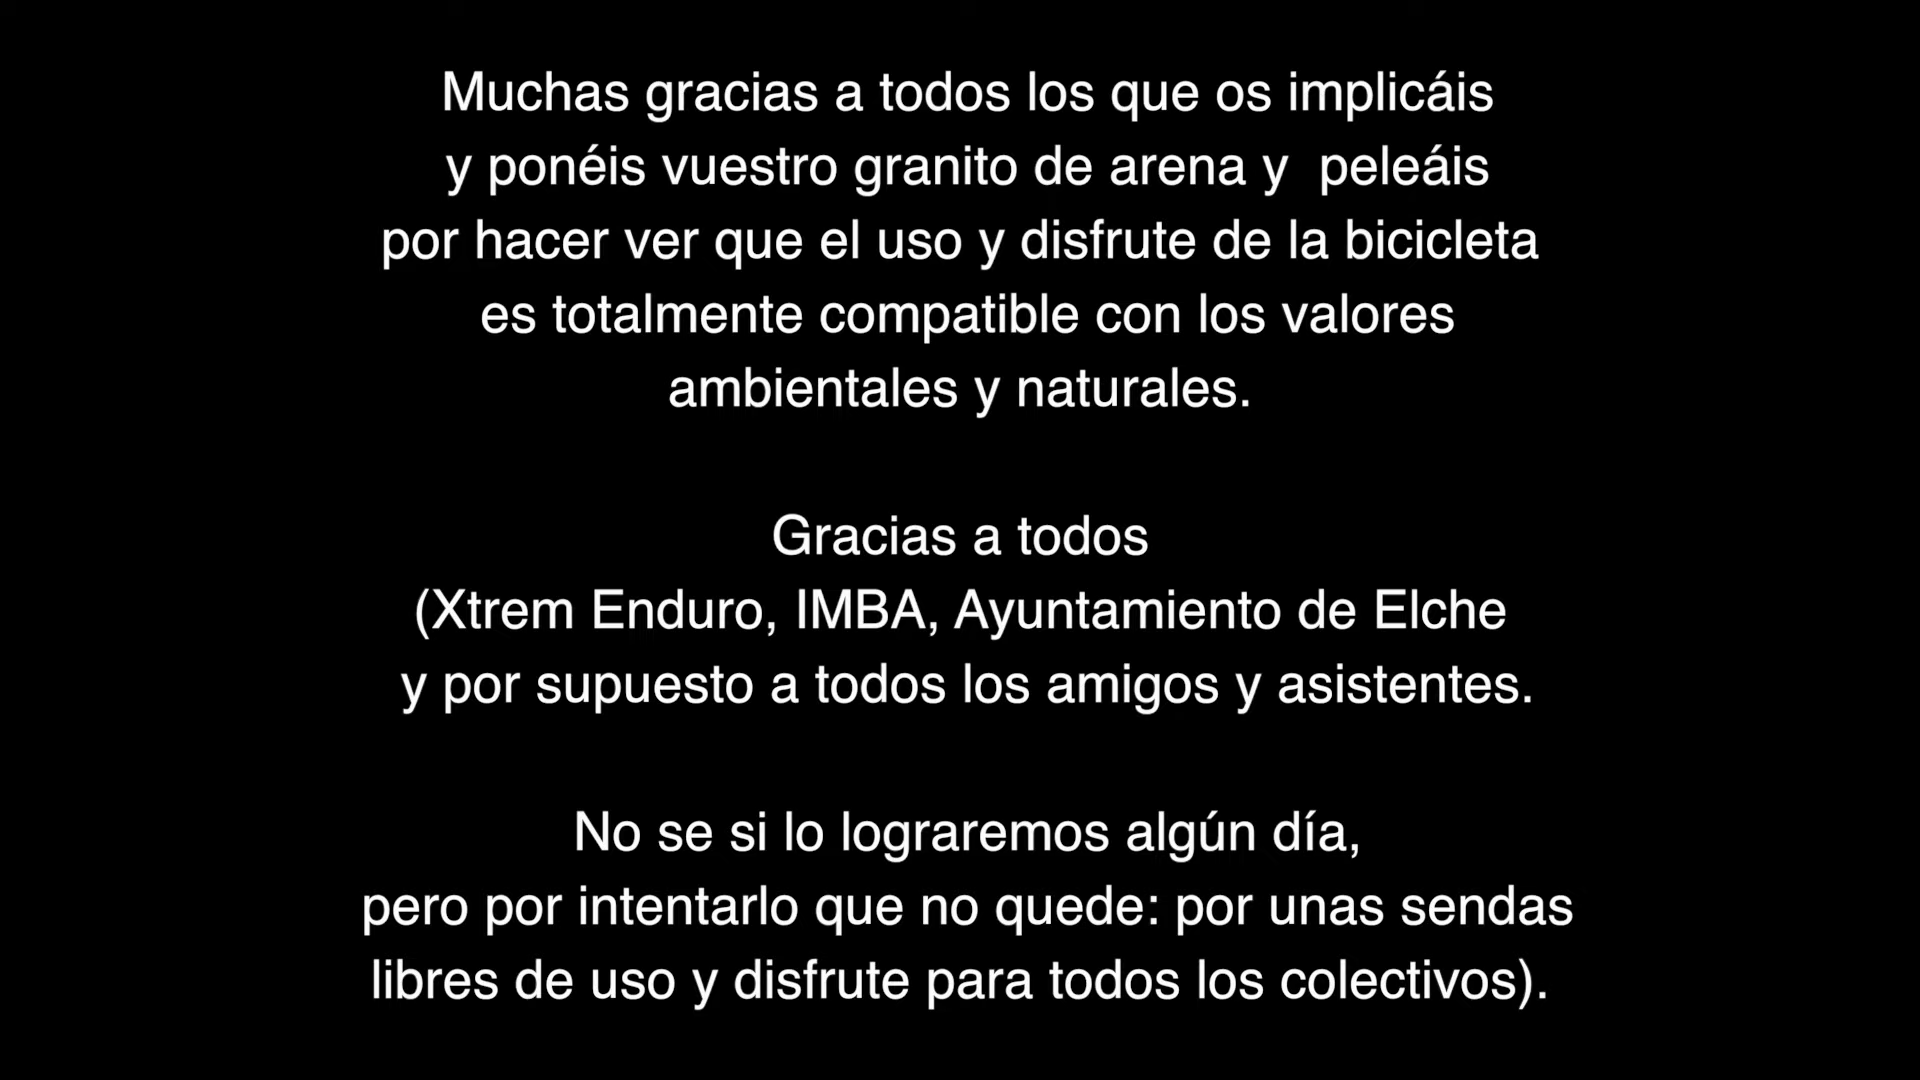 Muchas gracias a todos los que os implicáis
y ponéis vuestro granito de arena y  peleáis
por hacer ver que el uso y disfrute de la bicicleta
es totalmente compatible con los valores
ambientales y naturales.
Gracias a todos
(Xtrem Enduro, IMBA, Ayuntamiento de Elche
y por supuesto a todos los amigos y asistentes.
No se si lo lograremos algún día,
pero por intentarlo que no quede: por unas sendas
libres de uso y disfrute para todos los colectivos).